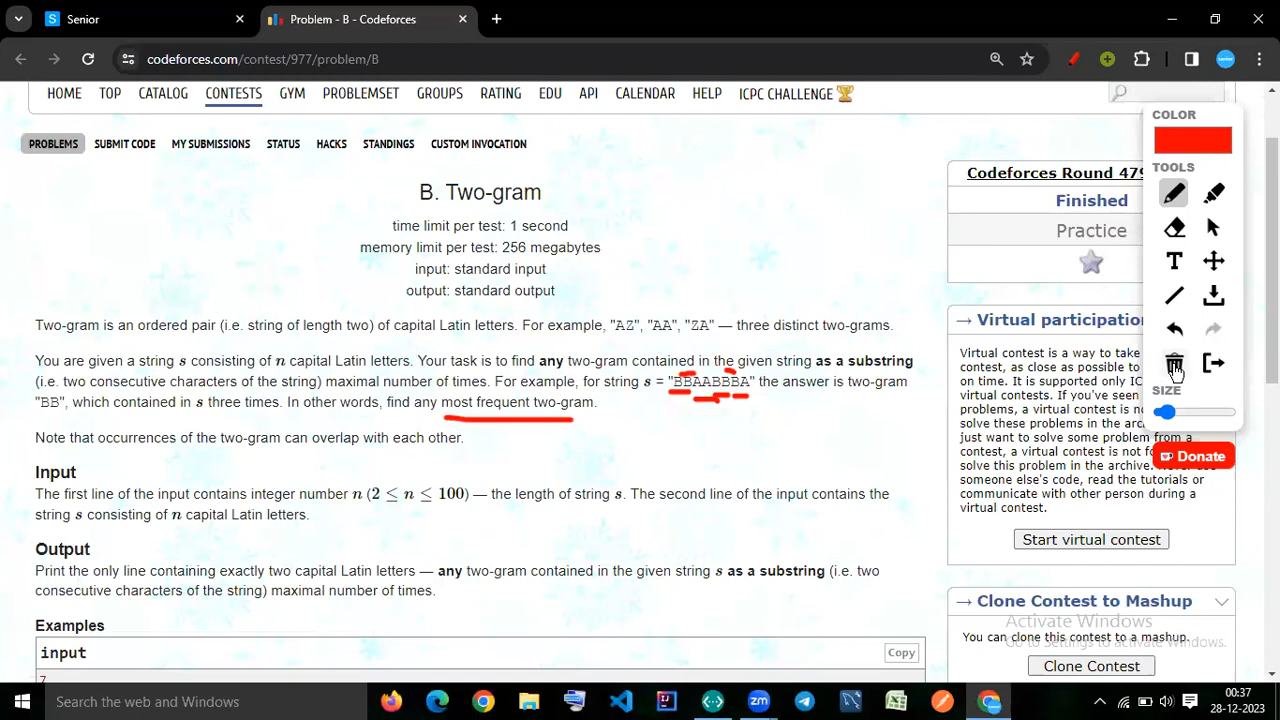 Senior
Problem - B - Codeforces
codeforces.com/contest/977/problem/B
HOME TOP CATALOG CONTESTS GYM PROBLEMSET GROUPS RATING EDU API CALENDAR HELP ICPC CHALLENGE
PROBLEMS SUBMIT CODE MY SUBMISSIONS STATUS HACKS STANDINGS CUSTOM INVOCATION
B. Two-gram
time limit per test: 1 second
memory limit per test: 256 megabytes
input: standard input
output: standard output
Two-gram is an ordered pair (i.e. string of length two) of capital Latin letters. For example, "AZ", "AA", "ZA" — three distinct two-grams.
You are given a string s consisting of n capital Latin letters. Your task is to find any two-gram contained in the given string as a substring
(i.e. two consecutive characters of the string) maximal number of times. For example, for string s = "BBAABBBA" the answer is two-gram
"BB", which contained in s three times. In other words, find any most frequent two-gram.
Note that occurrences of the two-gram can overlap with each other.
Input
The first line of the input contains integer number n (2 ≤ n ≤ 100) — the length of string s. The second line of the input contains the
string s consisting of n capital Latin letters.
Output
Print the only line containing exactly two capital Latin letters — any two-gram contained in the given string s as a substring (i.e. two
consecutive characters of the string) maximal number of times.
Examples
input
Copy
7
Codeforces Round 479
Finished
Practice
→ Virtual participation
Virtual contest is a way to take
contest, as close as possible to
on time. It is supported only IC
virtual contests. If you've seen
problems, a virtual contest is no
solve these problems in the arc
just want to solve some problem from a
contest, a virtual contest is not fo
solve this problem in the archive.
someone else's code, read the tutorials or
communicate with other person during a
virtual contest.
Start virtual contest
→ Clone Contest to Mashup
You can clone this contest to a mashup.
Clone Contest
COLOR
TOOLS
T
SIZE
Donate
Activate Windows
Go to Settings to activate Windows.
Search the web and Windows
00:37
28-12-2023